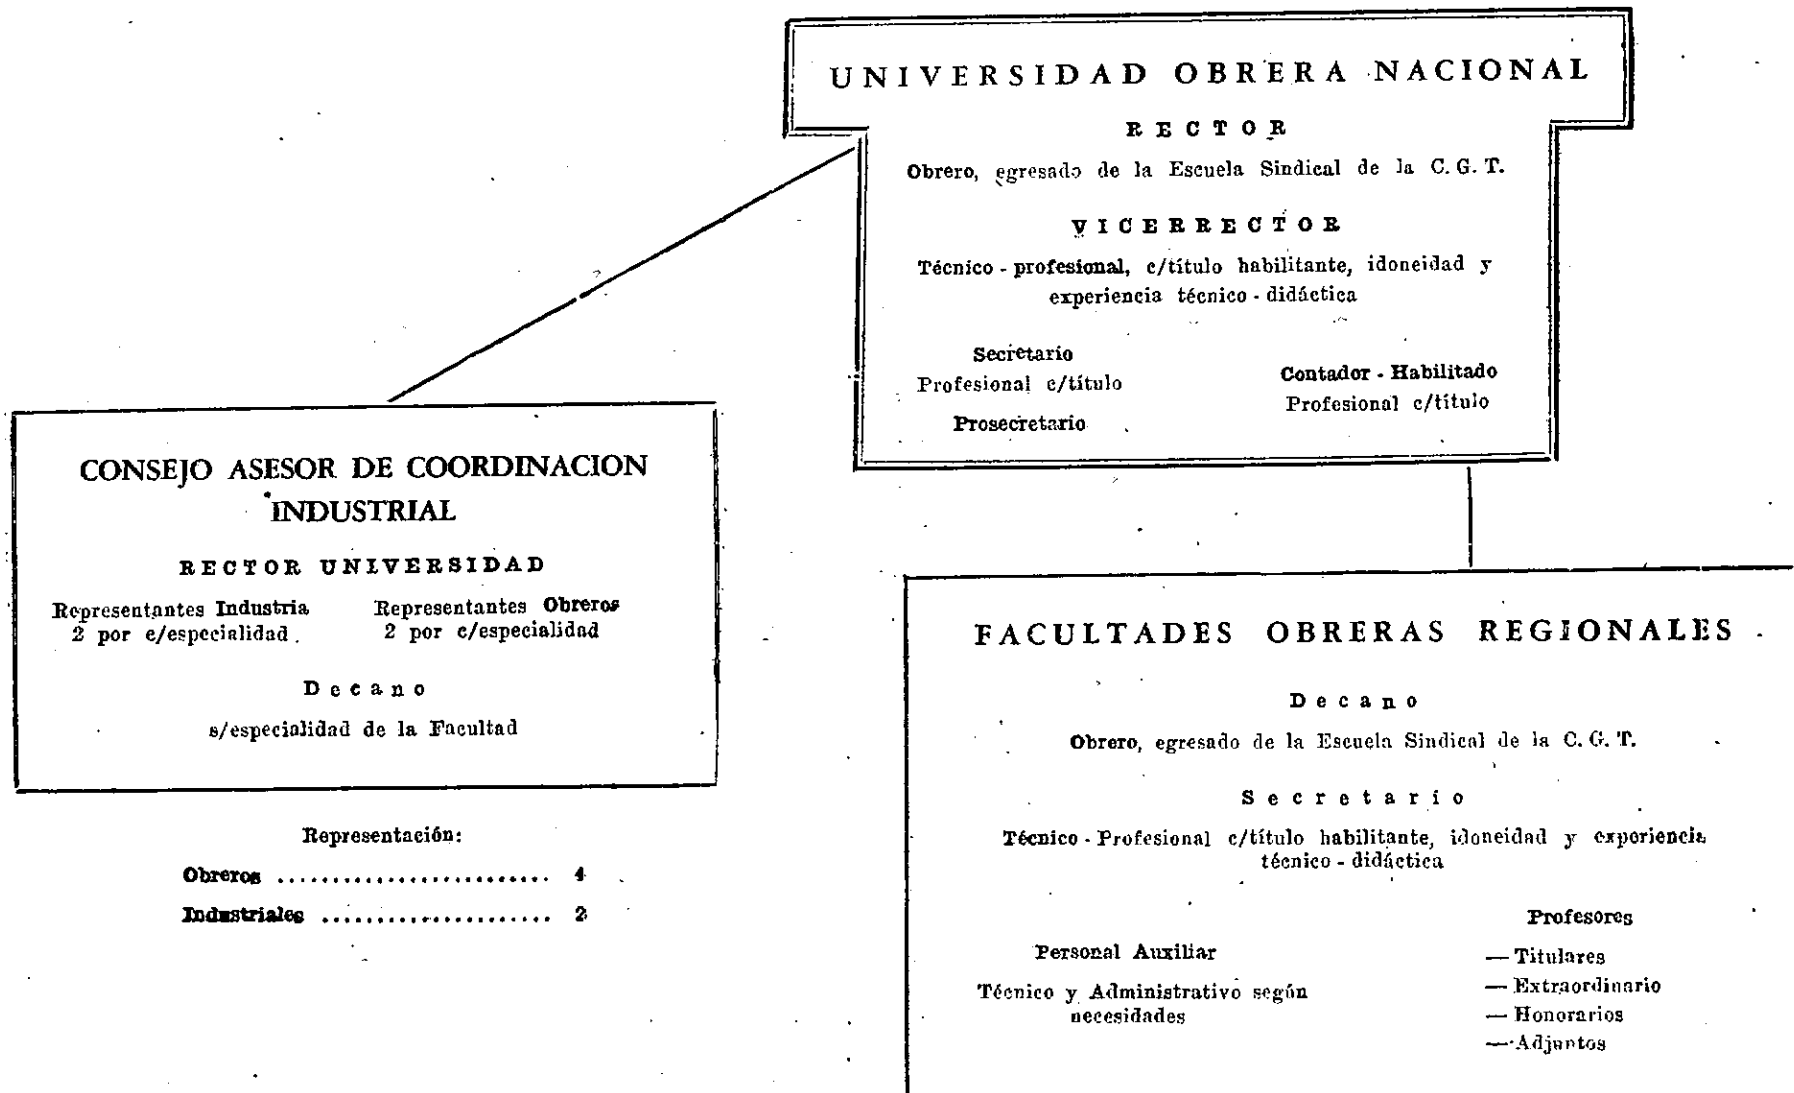 UNIVERSIDAD OBRERA NACIONAL
RECTOR
Obrero, egresado de la Escuela Sindical de la C. G. T.
VICERRECTOR
Técnico - profesional, c/título habilitante, idoneidad y
experiencia técnico - didáctica
Secretario
Profesional c/título
Prosecretario
Contador - Habilitado
Profesional c/título
CONSEJO ASESOR DE COORDINACION
INDUSTRIAL
RECTOR UNIVERSIDAD
Representantes Industria
2 por c/especialidad
Representantes Obreros
2 por c/especialidad
Decano
s/especialidad de la Facultad
Representación:
Obreros ........................ 4
Industriales ..................... 2
FACULTADES OBRERAS REGIONALES
Decano
Obrero, egresado de la Escuela Sindical de la C. G. T.
Secretario
Técnico - Profesional c/título habilitante, idoneidad y experiencia
técnico - didáctica
Personal Auxiliar
Técnico y Administrativo según
necesidades
Profesores
— Titulares
— Extraordinario
— Honorarios
— Adjuntos